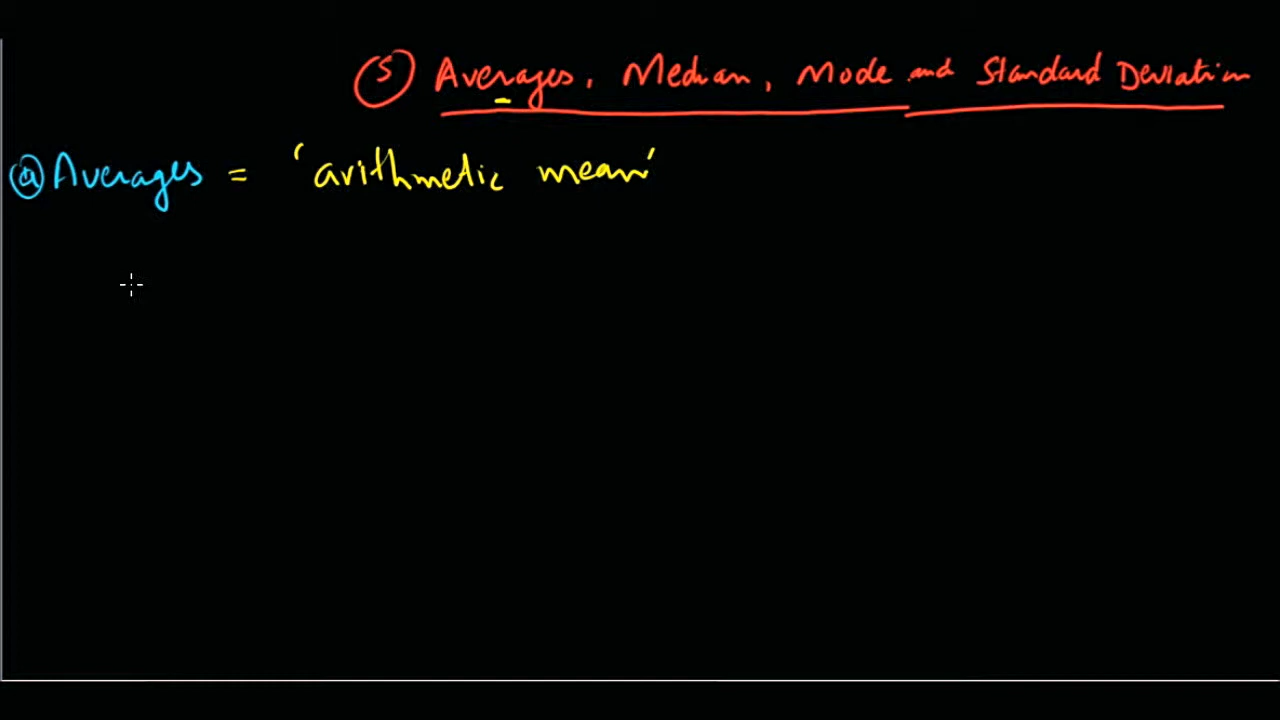 ⑤ Averages, Median, Mode and Standard Deviation
ⓐ Averages = 'arithmetic mean'